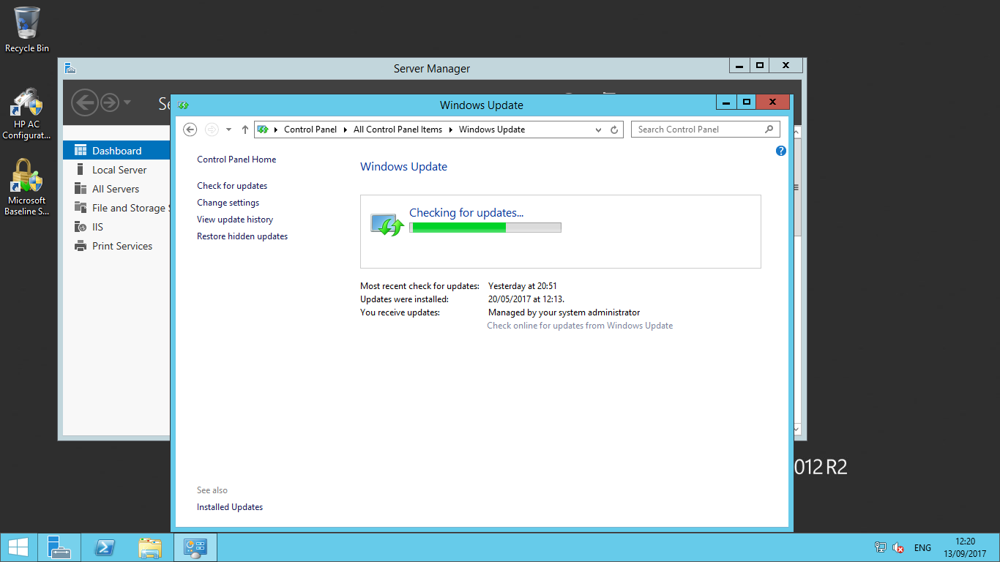 Recycle Bin
HP AC
Configurat...
Microsoft
Baseline S...
Server Manager
Dashboard
Local Server
All Servers
File and Storage
IIS
Print Services
Windows Update
Control Panel
All Control Panel Items
Windows Update
Search Control Panel
Control Panel Home
Check for updates
Change settings
View update history
Restore hidden updates
See also
Installed Updates
Windows Update
Checking for updates...
Most recent check for updates: Yesterday at 20:51
Updates were installed: 20/05/2017 at 12:13.
You receive updates: Managed by your system administrator
Check online for updates from Windows Update
012 R2
ENG
12:20
13/09/2017